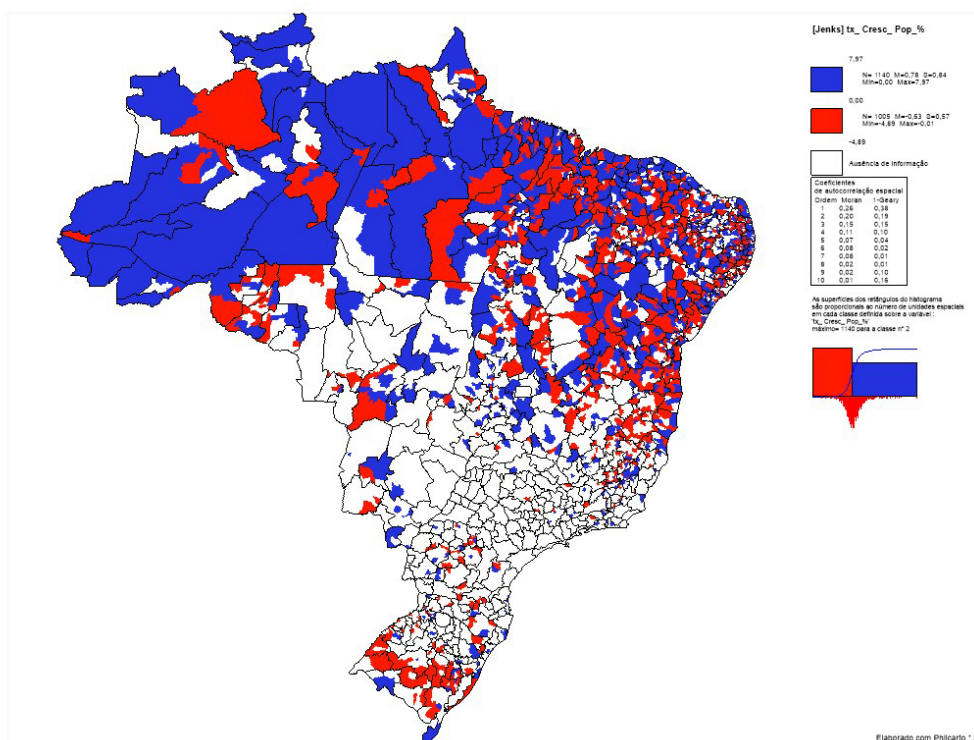 [Jenks] tx_ Cresc_ Pop_%
7,97
N= 1140 M=0,78 S=0,84
Min=0,00 Max=7,97
0,00
N= 1005 M=-0,53 S=0,57
Min=-4,89 Max=-0,01
-4,89
Ausência de informação
Coeficientes
de autocorrelação espacial
Ordem Moran 1-Geary
1 0,26 0,38
2 0,20 0,19
3 0,15 0,15
4 0,11 0,10
5 0,07 0,04
6 0,08 0,02
7 0,08 0,01
8 0,02 0,01
9 0,02 0,10
10 0,01 0,16
As superfícies dos retângulos do histograma
são proporcionais ao número de unidades espaciais
em cada classe definida sobre a variável :
'tx_ Cresc_ Pop_%'
máximo= 1140 para a classe n° 2
Elaborado com Philcarto *